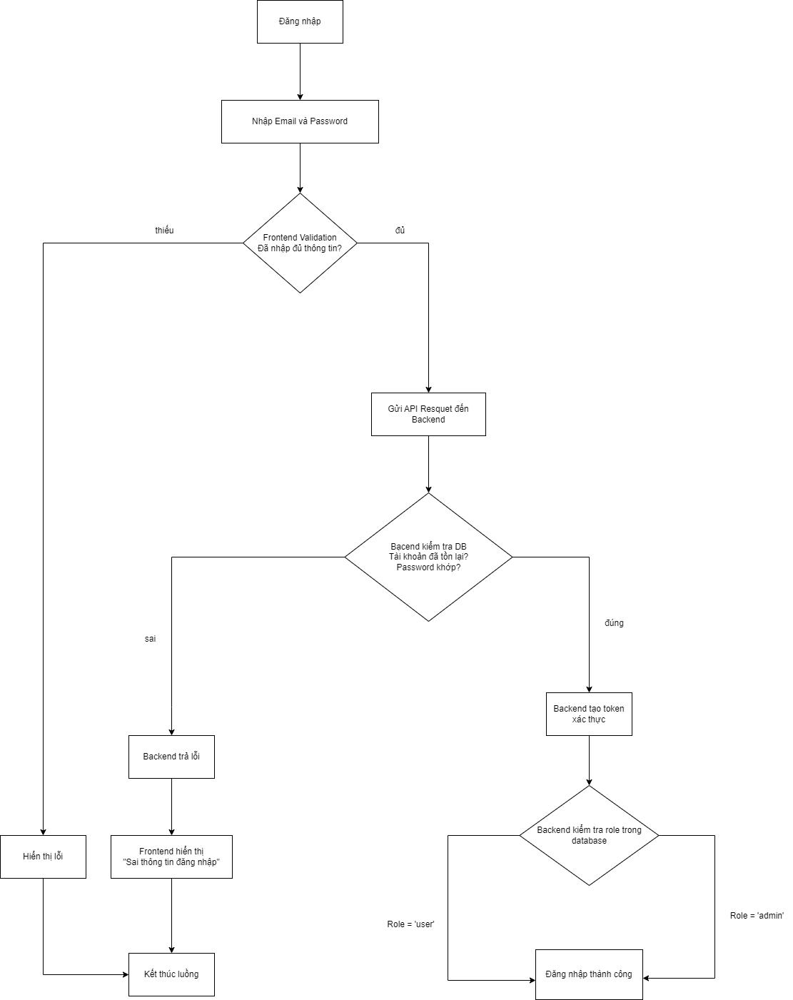 Đăng nhập
Nhập Email và Password
thiếu
đủ
Frontend Validation
Đã nhập đủ thông tin?
Gửi API Resquet đến
Backend
Bacend kiểm tra DB
Tài khoản đã tồn lại?
Password khớp?
sai
đúng
Backend tạo token
xác thực
Backend trả lỗi
Backend kiểm tra role trong
database
Hiển thị lỗi
Frontend hiển thị
"Sai thông tin đăng nhập"
Role = 'user'
Role = 'admin'
Kết thúc luồng
Đăng nhập thành công